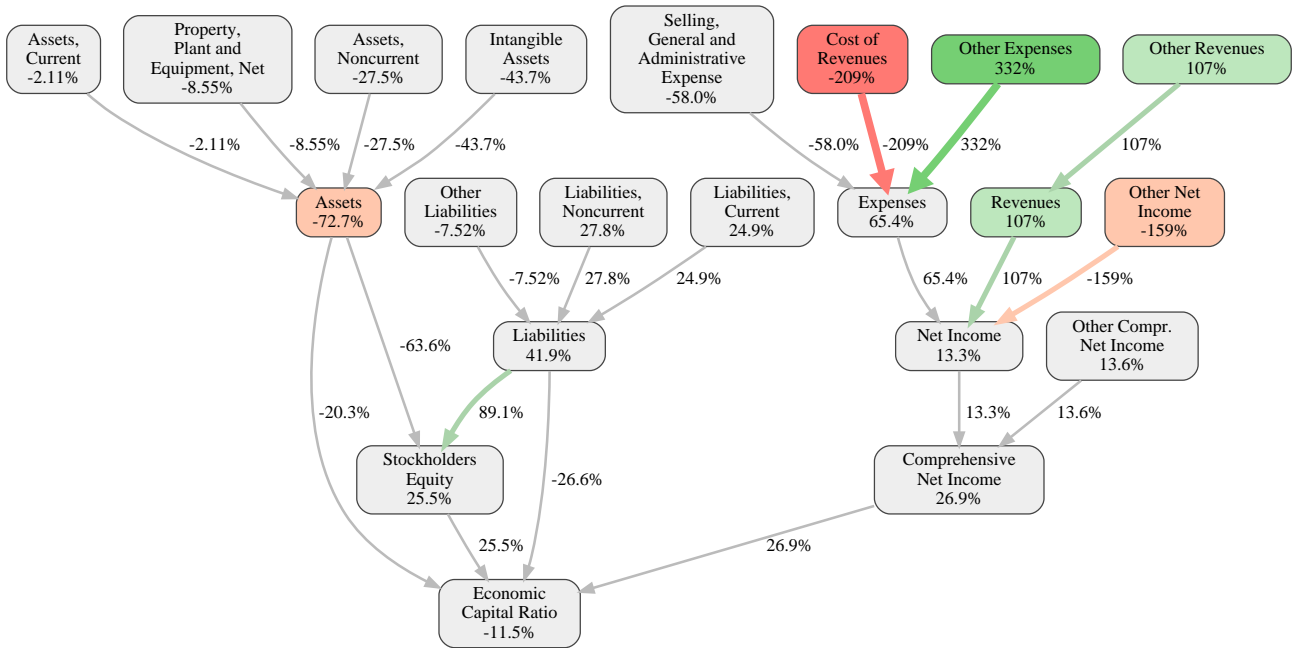 Assets,
Current
-2.11%
Property,
Plant and
Equipment, Net
-8.55%
Assets,
Noncurrent
-27.5%
Intangible
Assets
-43.7%
Selling,
General and
Administrative
Expense
-58.0%
Cost of
Revenues
-209%
Other Expenses
332%
Other Revenues
107%
-2.11%
-8.55%
-27.5%
-43.7%
-58.0%
-209%
332%
107%
Assets
-72.7%
Other
Liabilities
-7.52%
Liabilities,
Noncurrent
27.8%
Liabilities,
Current
24.9%
Expenses
65.4%
Revenues
107%
Other Net
Income
-159%
-7.52%
27.8%
24.9%
65.4%
107%
-159%
Liabilities
41.9%
Net Income
13.3%
Other Compr.
Net Income
13.6%
-63.6%
-20.3%
89.1%
13.3%
13.6%
Stockholders
Equity
25.5%
-26.6%
Comprehensive
Net Income
26.9%
25.5%
26.9%
Economic
Capital Ratio
-11.5%